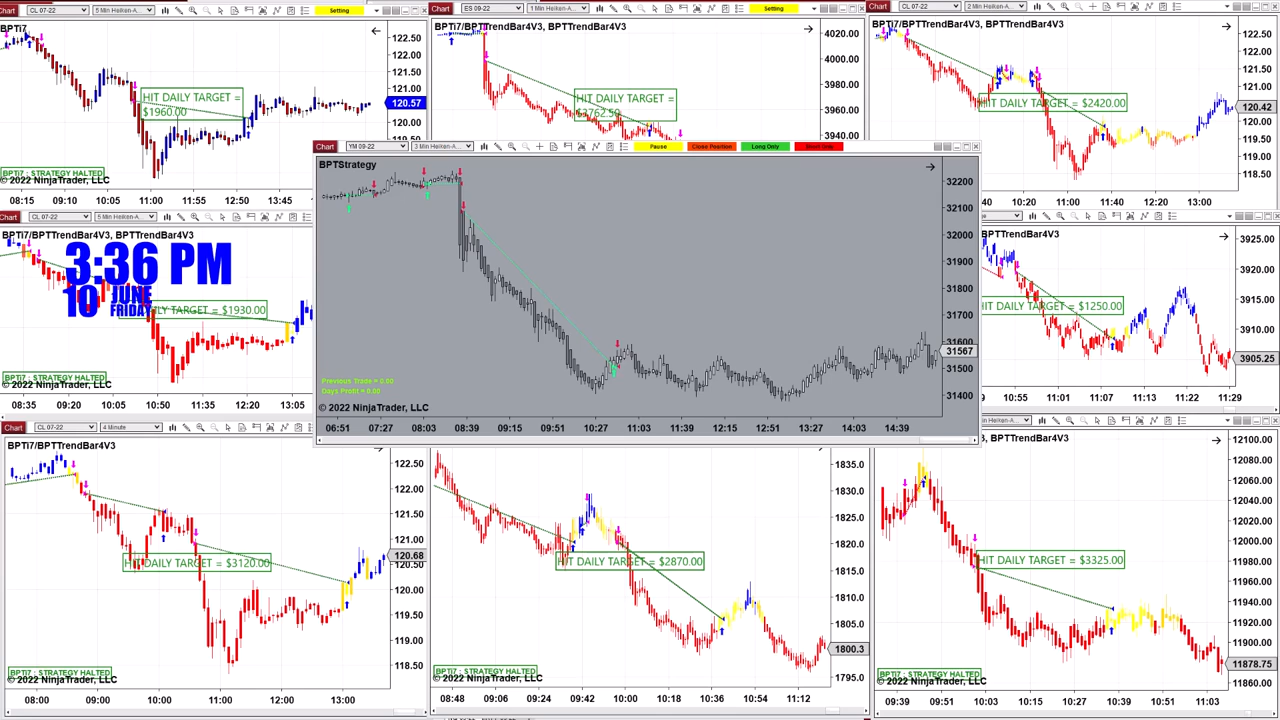 Chart CL 07-22 5 Min Heiken-A... Setting
BPTi7
HIT DAILY TARGET =
$1960.00
122.50
121.50
121.00
120.57
120.00
119.50
119.00
118.50
BPTi7 : STRATEGY HALTED
© 2022 NinjaTrader, LLC
08:15 09:10 10:05 11:00 11:55 12:50 13:45
Chart ES 09-22 1 Min Heiken-A... Setting
BPTi7/BPTTrendBar4V3, BPTTrendBar4V3
HIT DAILY TARGET =
$3762.50
4020.00
4000.00
3980.00
3960.00
3940.00
Chart CL 07-22 2 Min Heiken-A...
BPTi7/BPTTrendBar4V3, BPTTrendBar4V3
HIT DAILY TARGET = $2420.00
122.50
121.50
121.00
120.42
120.00
119.50
118.50
10:20 11:00 11:40 12:20 13:00
Chart CL 07-22 5 Min Heiken-A...
BPTi7/BPTTrendBar4V3, BPTTrendBar4V3
3:36 PM
10 JUNE
FRIDAY
DAILY TARGET = $1930.00
BPTi7 : STRATEGY HALTED
© 2022 NinjaTrader, LLC
08:35 09:20 10:05 10:50 11:35 12:20 13:05
Chart YM 09-22 3 Min Heiken-A... Pause Close Position Long Only Short Only
BPTStrategy
32200
32100
32000
31900
31800
31700
31600
31567
31500
31400
Previous Trade = 0.00
Days Profit = 0.00
© 2022 NinjaTrader, LLC
06:51 07:27 08:03 08:39 09:15 09:51 10:27 11:03 11:39 12:15 12:51 13:27 14:03 14:39
BPTTrendBar4V3
HIT DAILY TARGET = $1250.00
3925.00
3920.00
3915.00
3910.00
3905.25
10:55 11:01 11:07 11:13 11:22 11:29
Chart CL 07-22 4 Minute
BPTi7/BPTTrendBar4V3
HIT DAILY TARGET = $3120.00
122.50
122.00
121.50
121.00
120.68
120.50
119.50
119.00
118.50
BPTi7 : STRATEGY HALTED
© 2022 NinjaTrader, LLC
08:00 09:00 10:00 11:00 12:00 13:00
HIT DAILY TARGET = $2870.00
1835.0
1830.0
1825.0
1820.0
1815.0
1810.0
1805.0
1800.3
1795.0
BPTi7 : STRATEGY HALTED
© 2022 NinjaTrader, LLC
08:48 09:06 09:24 09:42 10:00 10:18 10:36 10:54 11:12
3, BPTTrendBar4V3
HIT DAILY TARGET = $3325.00
12100.00
12080.00
12060.00
12040.00
12020.00
12000.00
11980.00
11960.00
11940.00
11920.00
11900.00
11878.75
11860.00
BPTi7 : STRATEGY HALTED
© 2022 NinjaTrader, LLC
09:39 09:51 10:03 10:15 10:27 10:39 10:51 11:03